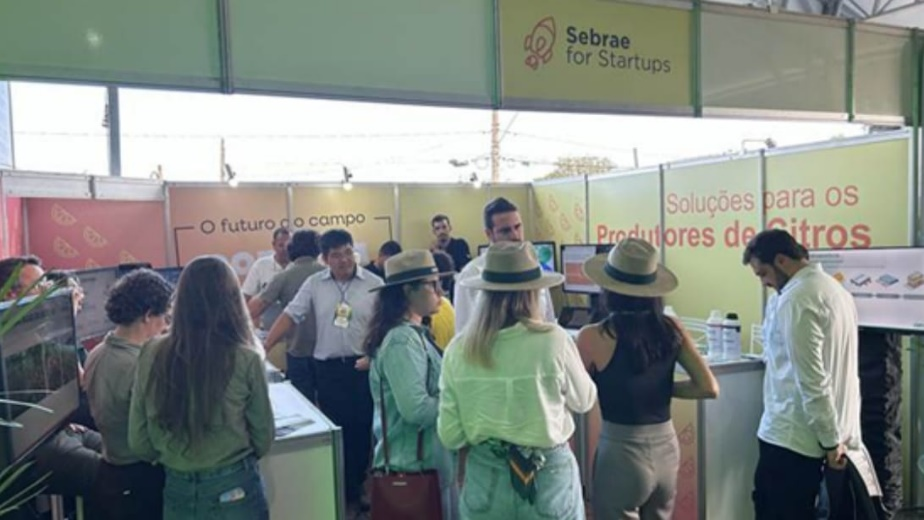 Sebrae
for Startups
O futuro do campo
Soluções para os
Produtores de Citros